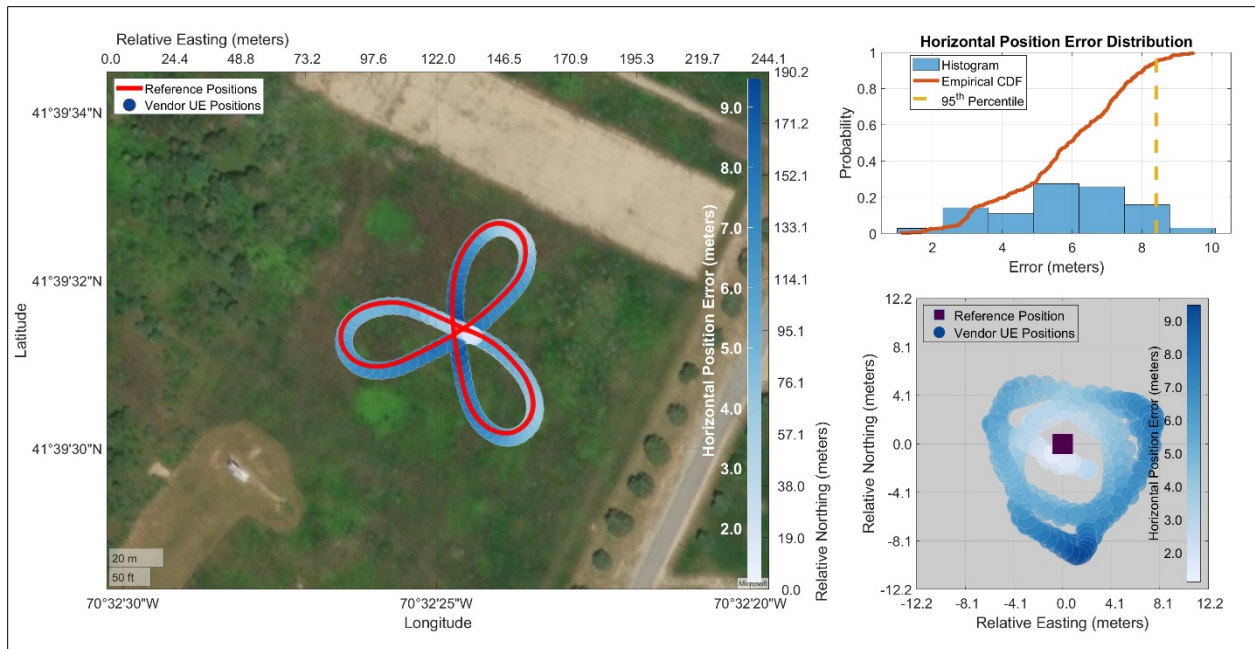 Relative Easting (meters)
0.0 24.4 48.8 73.2 97.6 122.0 146.5 170.9 195.3 219.7 244.1
Reference Positions
Vendor UE Positions
41°39'34"N
41°39'32"N
41°39'30"N
Latitude
70°32'30"W 70°32'25"W 70°32'20"W
Longitude
20 m
50 ft
Microsoft
9.0
8.0
7.0
6.0
5.0
4.0
3.0
2.0
Horizontal Position Error (meters)
190.2
171.2
152.1
133.1
114.1
95.1
76.1
57.1
38.0
19.0
0.0
Relative Northing (meters)
Horizontal Position Error Distribution
Histogram
Empirical CDF
95th Percentile
1
0.8
0.6
0.4
0.2
0
Probability
2 4 6 8 10
Error (meters)
Reference Position
Vendor UE Positions
12.2
8.1
4.1
0.0
-4.1
-8.1
-12.2
Relative Northing (meters)
-12.2 -8.1 -4.1 0.0 4.1 8.1 12.2
Relative Easting (meters)
9.0
8.0
7.0
6.0
5.0
4.0
3.0
2.0
Horizontal Position Error (meters)